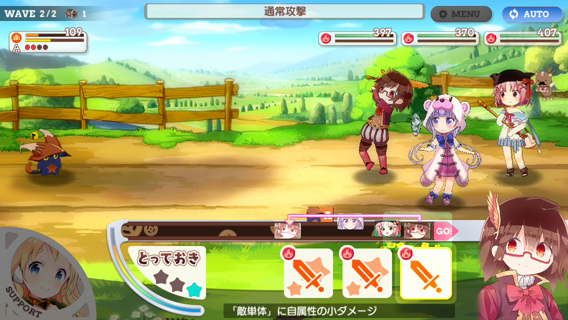 WAVE 2/2 1
通常攻撃
MENU
AUTO
109
A
397
370
407
GO!
とっておき
SUPPORT
「敵単体」に自属性の小ダメージ